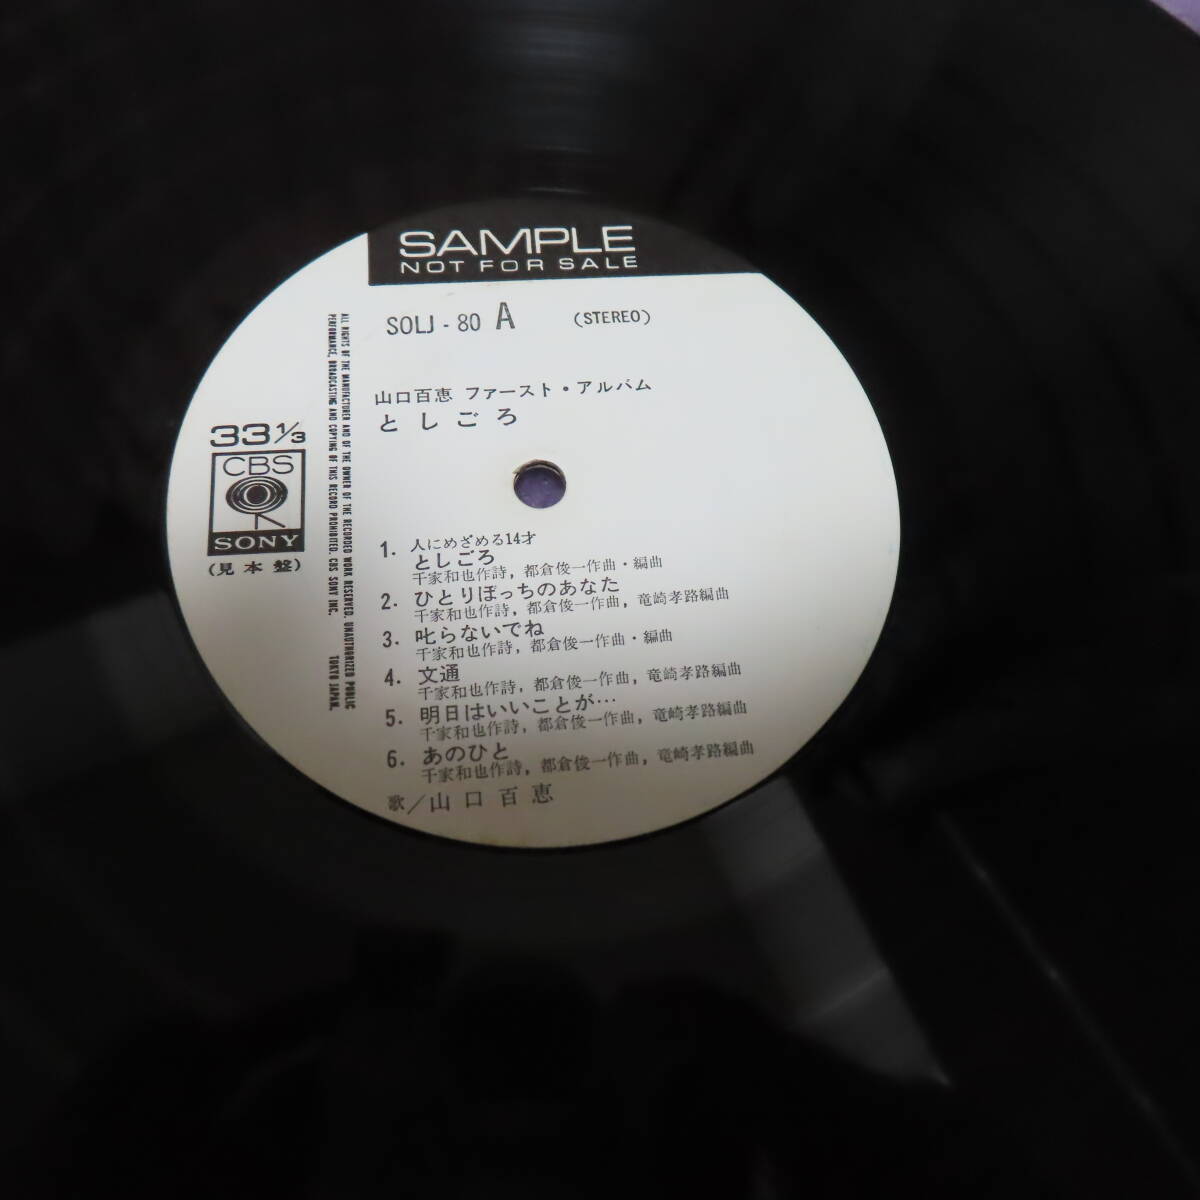 SAMPLE
NOT FOR SALE
SOLJ - 80 A (STEREO)
山口百恵 ファースト・アルバム
としごろ
33 1/3
CBS
SONY
(見本盤)
ALL RIGHTS OF THE MANUFACTURER AND OF THE OWNER OF THE RECORDED WORK RESERVED. UNAUTHORIZED PUBLIC
PERFORMANCE, BROADCASTING AND COPYING OF THIS RECORD PROHIBITED. CBS SONY INC. TOKYO JAPAN.
1. 人にめざめる14才
としごろ
千家和也作詩, 都倉俊一作曲・編曲
2. ひとりぼっちのあなた
千家和也作詩, 都倉俊一作曲, 竜崎孝路編曲
3. 叱らないでね
千家和也作詩, 都倉俊一作曲・編曲
4. 文通
千家和也作詩, 都倉俊一作曲, 竜崎孝路編曲
5. 明日はいいことが…
千家和也作詩, 都倉俊一作曲, 竜崎孝路編曲
6. あのひと
千家和也作詩, 都倉俊一作曲, 竜崎孝路編曲
歌/山口百恵